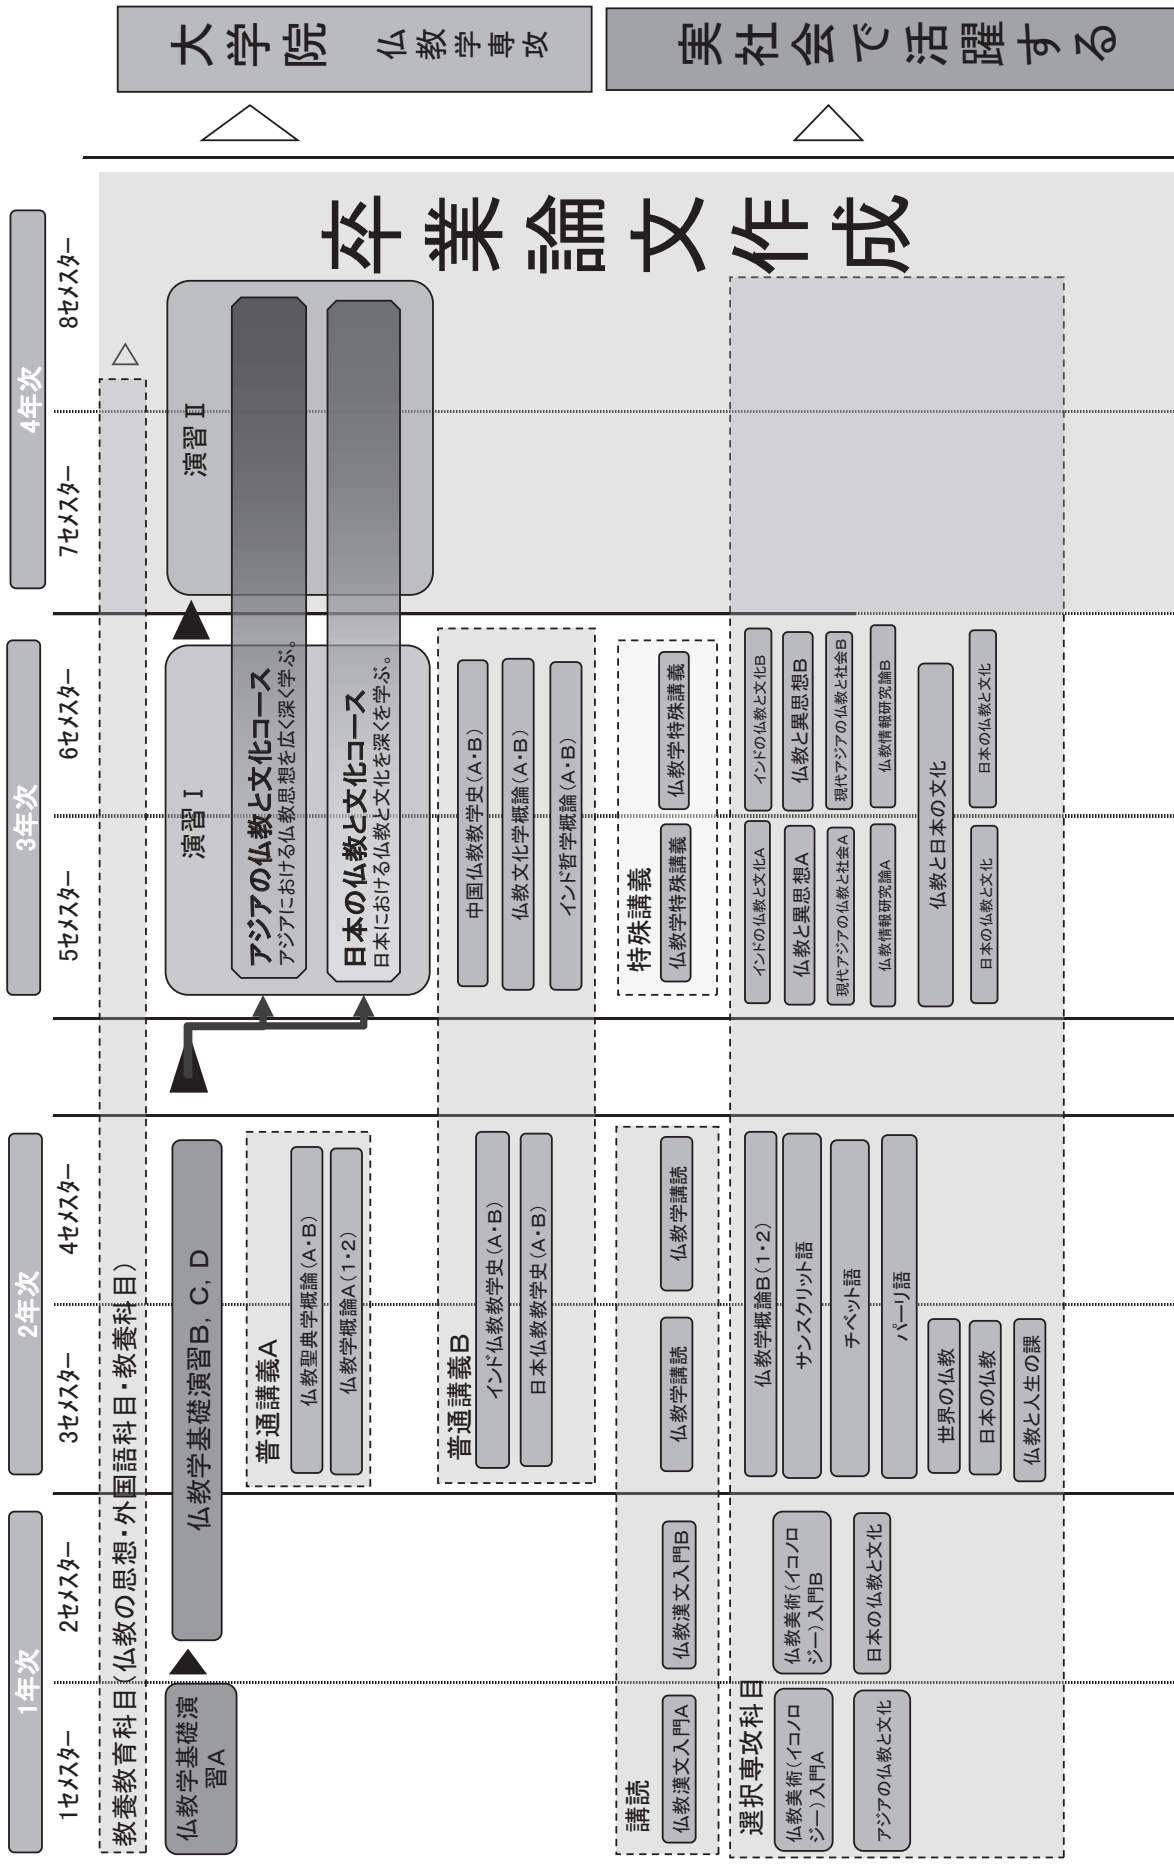 1年次
2年次
3年次
4年次
1セメスター
2セメスター
3セメスター
4セメスター
5セメスター
6セメスター
7セメスター
8セメスター
教養教育科目(仏教の思想・外国語科目・教養科目)
仏教学基礎演
習A
仏教学基礎演習B, C, D
演習Ⅰ
演習Ⅱ
アジアの仏教と文化コース
アジアにおける仏教思想を広く深く学ぶ。
日本の仏教と文化コース
日本における仏教と文化を深くを学ぶ。
普通講義A
仏教聖典学概論(A・B)
仏教学概論A(1・2)
普通講義B
インド仏教教学史(A・B)
日本仏教教学史(A・B)
中国仏教教学史(A・B)
仏教文化学概論(A・B)
インド哲学概論(A・B)
講読
仏教漢文入門A
仏教漢文入門B
仏教学講読
仏教学講読
特殊講義
仏教学特殊講義
仏教学特殊講義
選択専攻科目
仏教美術(イコノロ
ジー)入門A
仏教美術(イコノロ
ジー)入門B
アジアの仏教と文化
日本の仏教と文化
仏教学概論B(1・2)
サンスクリット語
チベット語
パーリ語
世界の仏教
日本の仏教
仏教と人生の課
インドの仏教と文化A
インドの仏教と文化B
仏教と異思想A
仏教と異思想B
現代アジアの仏教と社会A
現代アジアの仏教と社会B
仏教情報研究論A
仏教情報研究論B
仏教と日本の文化
日本の仏教と文化
日本の仏教と文化
卒業論文作成
大学院 仏教学専攻
実社会で活躍する